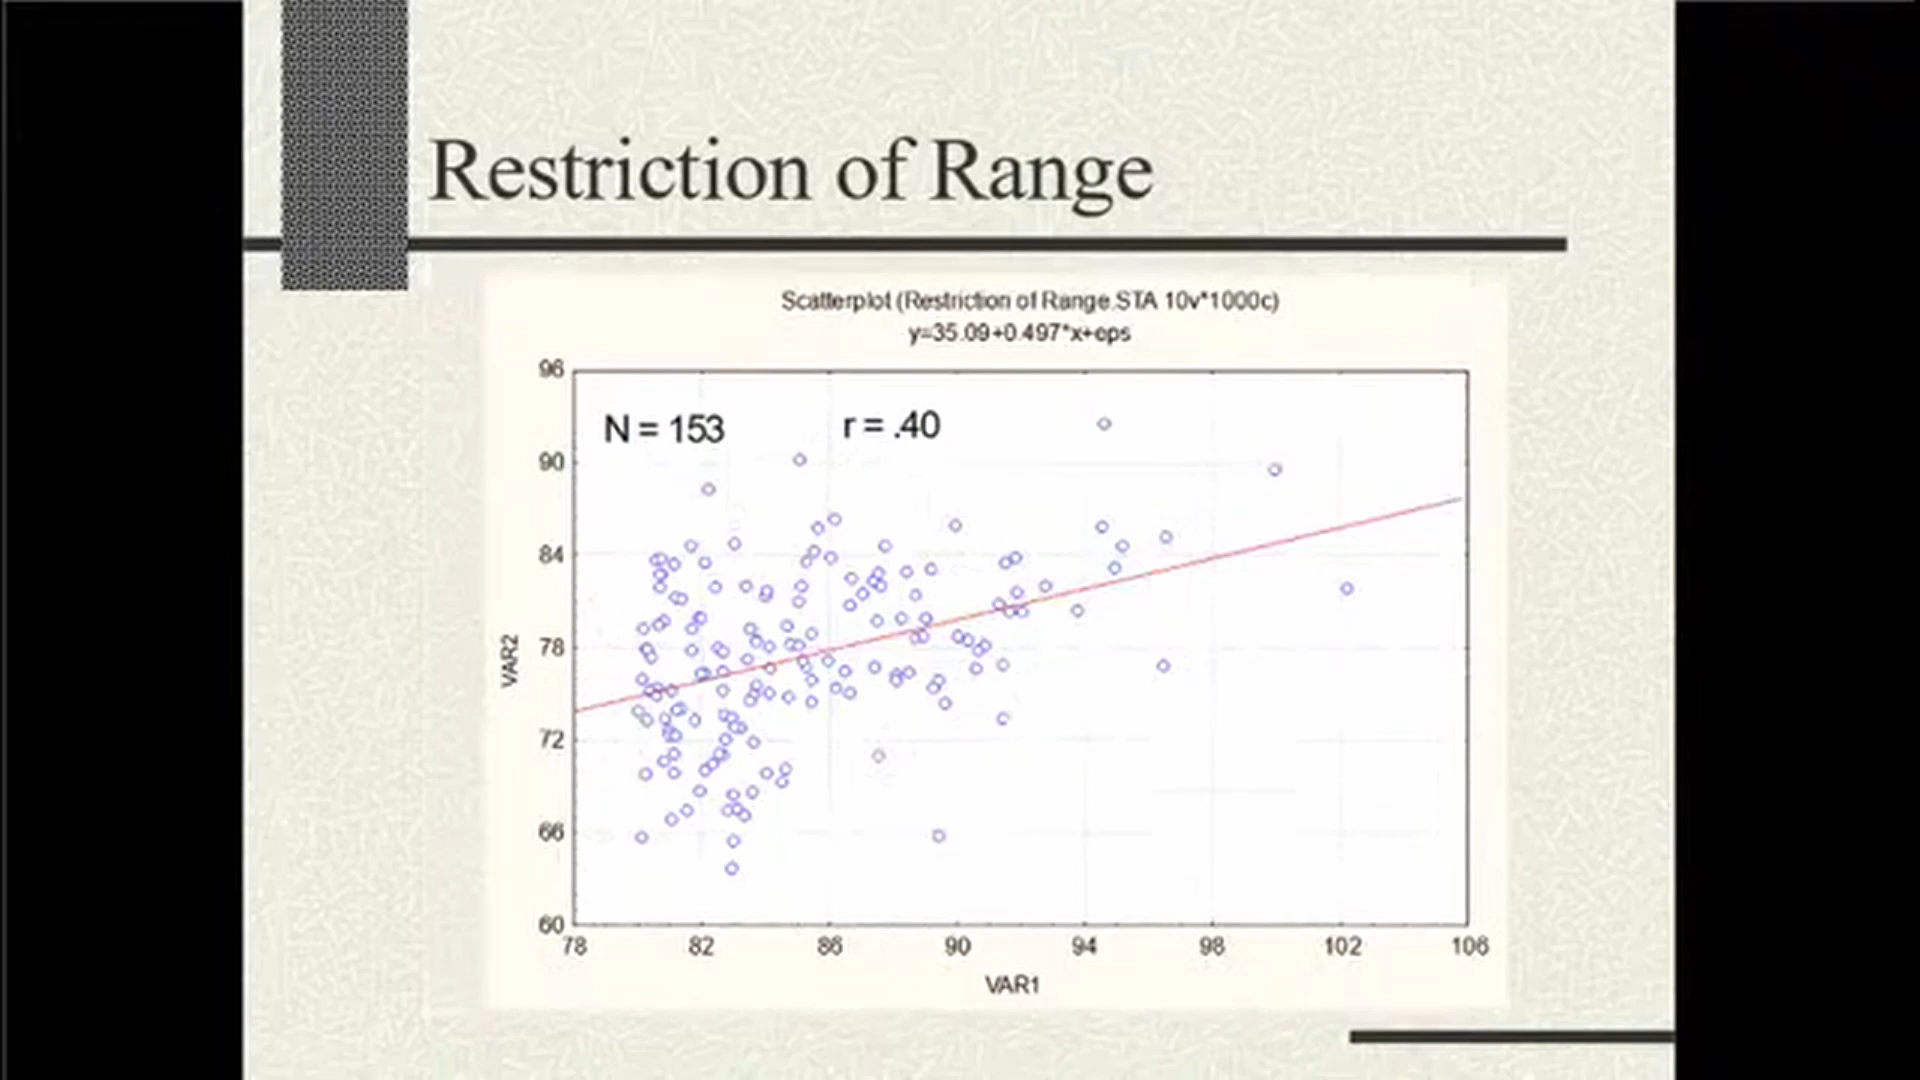 Restriction of Range
Scatterplot (Restriction of Range.STA 10v*1000c)
y=35.09+0.497*x+eps
N = 153
r = .40
96
90
84
78
72
66
60
VAR2
78 82 86 90 94 98 102 106
VAR1